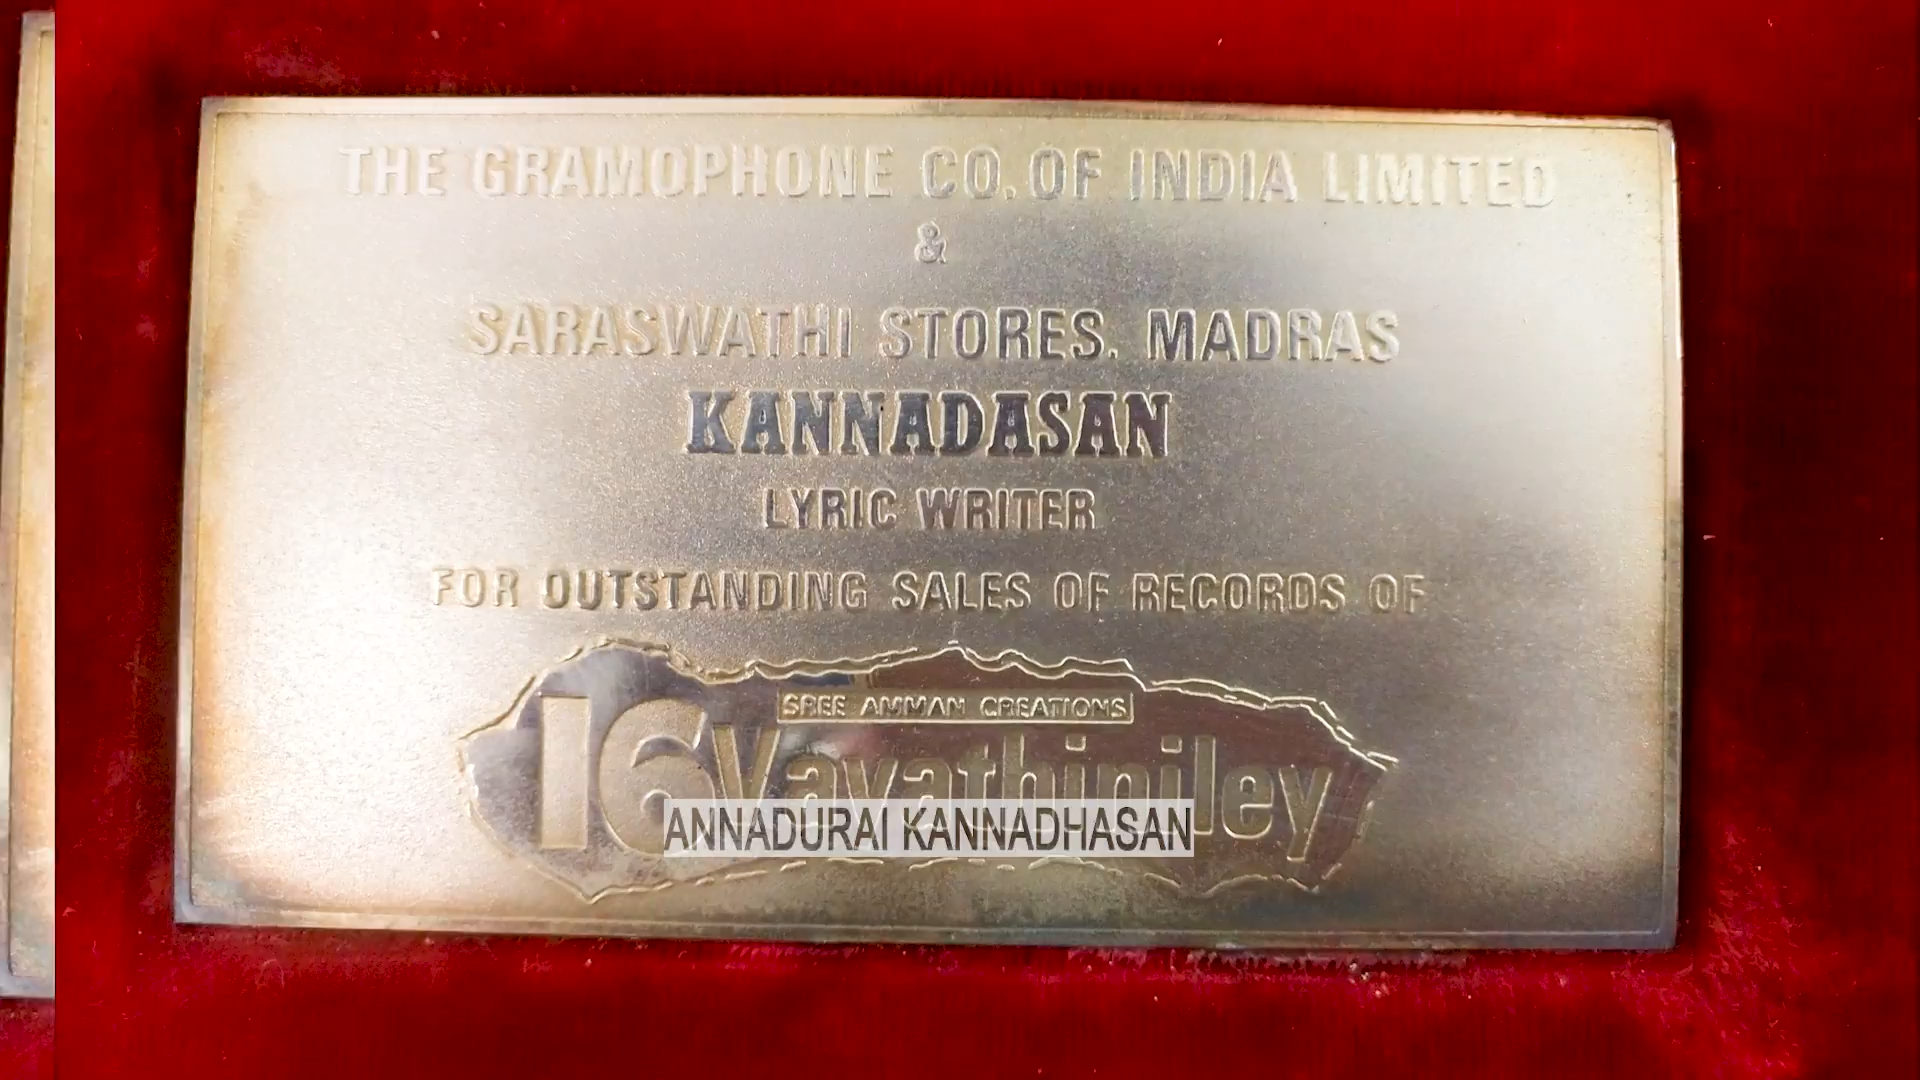 THE GRAMOPHONE CO. OF INDIA LIMITED
&
SARASWATHI STORES. MADRAS
KANNADASAN
LYRIC WRITER
FOR OUTSTANDING SALES OF RECORDS OF
SREE AMMAN CREATIONS
16 Vayathiniley
ANNADURAI KANNADHASAN